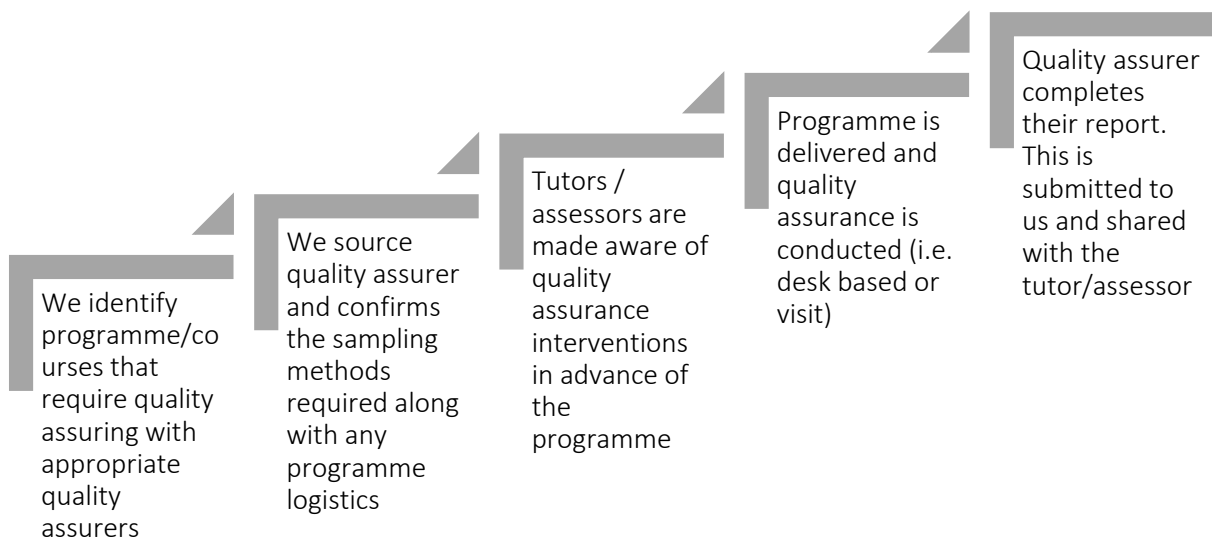 We identify
programme/co
urses that
require quality
assuring with
appropriate
quality
assurers
We source
quality assurer
and confirms
the sampling
methods
required along
with any
programme
logistics
Tutors /
assessors are
made aware of
quality
assurance
interventions
in advance of
the
programme
Programme is
delivered and
quality
assurance is
conducted (i.e.
desk based or
visit)
Quality assurer
completes
their report.
This is
submitted to
us and shared
with the
tutor/assessor